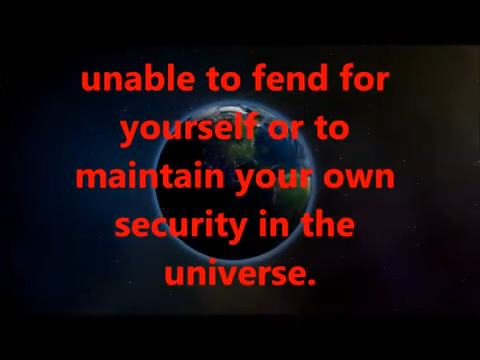 unable to fend for
yourself or to
maintain your own
security in the
universe.